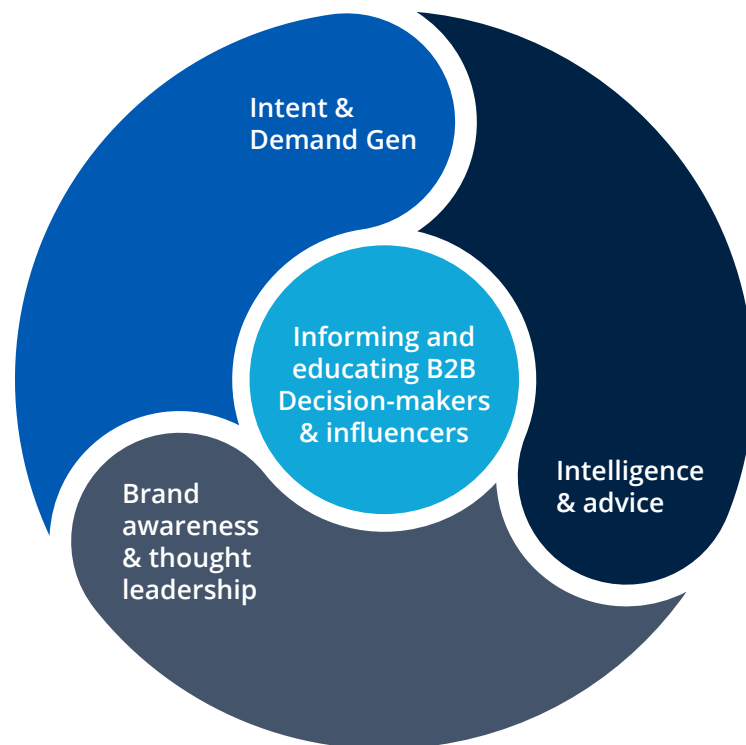 Intent &
Demand Gen
Informing and
educating B2B
Decision-makers
& influencers
Intelligence
& advice
Brand
awareness
& thought
leadership